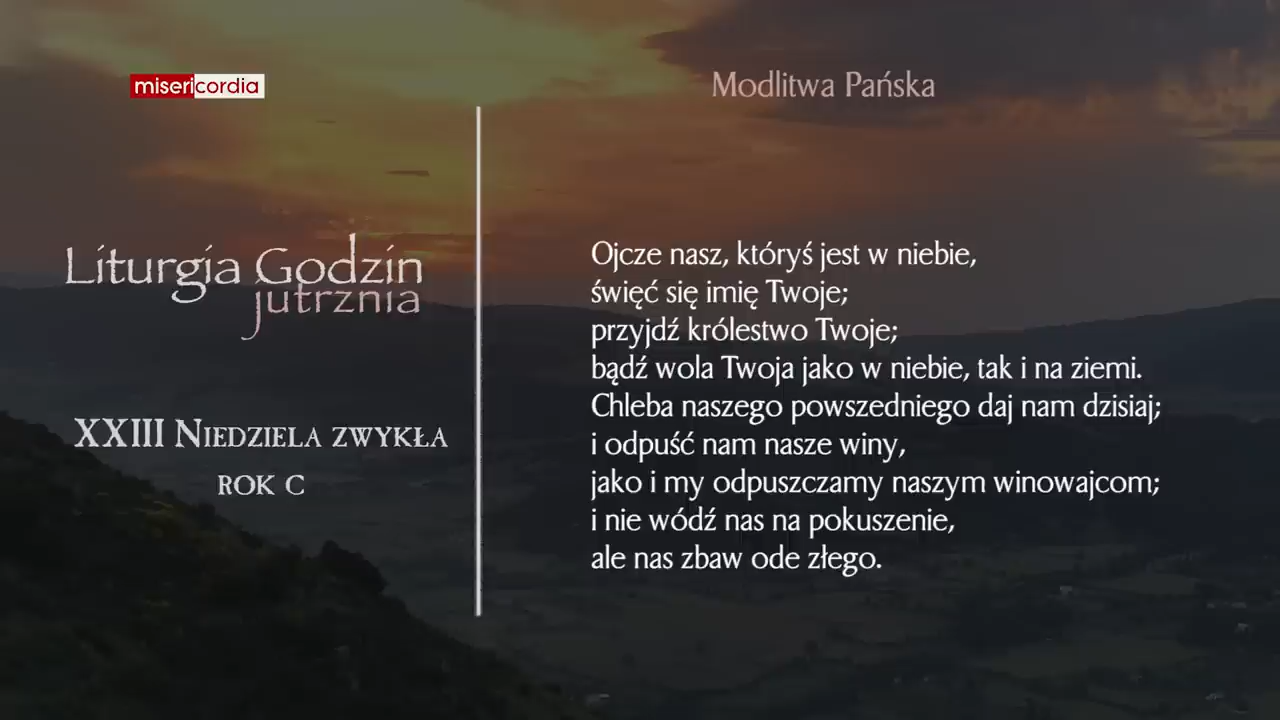 misericordia
Liturgia Godzin
jutrznia
XXIII Niedziela zwykła
rok C
Modlitwa Pańska
Ojcze nasz, któryś jest w niebie,
święć się imię Twoje;
przyjdź królestwo Twoje;
bądź wola Twoja jako w niebie, tak i na ziemi.
Chleba naszego powszedniego daj nam dzisiaj;
i odpuść nam nasze winy,
jako i my odpuszczamy naszym winowajcom;
i nie wódź nas na pokuszenie,
ale nas zbaw ode złego.